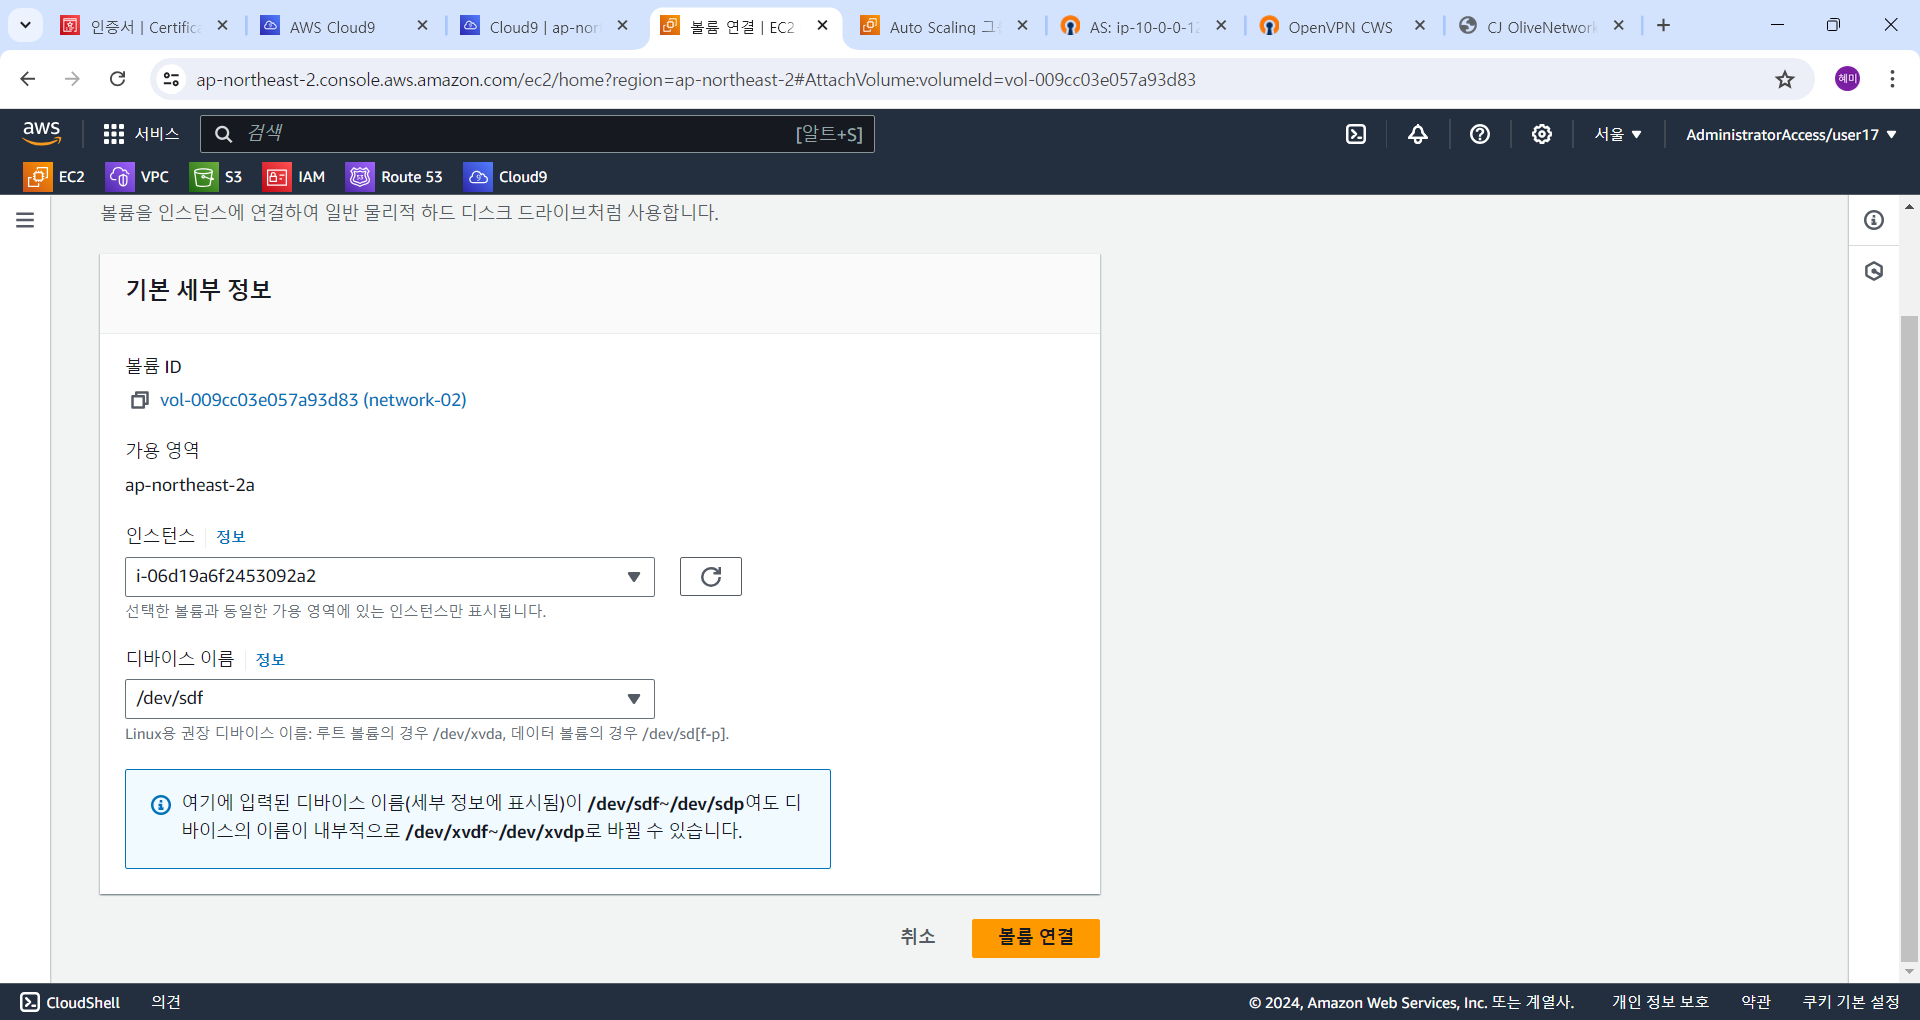 인증서 | Certifica
AWS Cloud9
Cloud9 | ap-nor
볼륨 연결 | EC2
Auto Scaling 그
AS: ip-10-0-0-12
OpenVPN CWS
CJ OliveNetwork
ap-northeast-2.console.aws.amazon.com/ec2/home?region=ap-northeast-2#AttachVolume:volumeId=vol-009cc03e057a93d83
혜미
aws
서비스
검색
[알트+S]
서울
AdministratorAccess/user17
EC2
VPC
S3
IAM
Route 53
Cloud9
볼륨을 인스턴스에 연결하여 일반 물리적 하드 디스크 드라이브처럼 사용합니다.
기본 세부 정보
볼륨 ID
vol-009cc03e057a93d83 (network-02)
가용 영역
ap-northeast-2a
인스턴스 정보
i-06d19a6f2453092a2
선택한 볼륨과 동일한 가용 영역에 있는 인스턴스만 표시됩니다.
디바이스 이름 정보
/dev/sdf
Linux용 권장 디바이스 이름: 루트 볼륨의 경우 /dev/xvda, 데이터 볼륨의 경우 /dev/sd[f-p].
여기에 입력된 디바이스 이름(세부 정보에 표시됨)이 /dev/sdf~/dev/sdp여도 디
바이스의 이름이 내부적으로 /dev/xvdf~/dev/xvdp로 바뀔 수 있습니다.
취소
볼륨 연결
CloudShell
의견
© 2024, Amazon Web Services, Inc. 또는 계열사.
개인 정보 보호
약관
쿠키 기본 설정